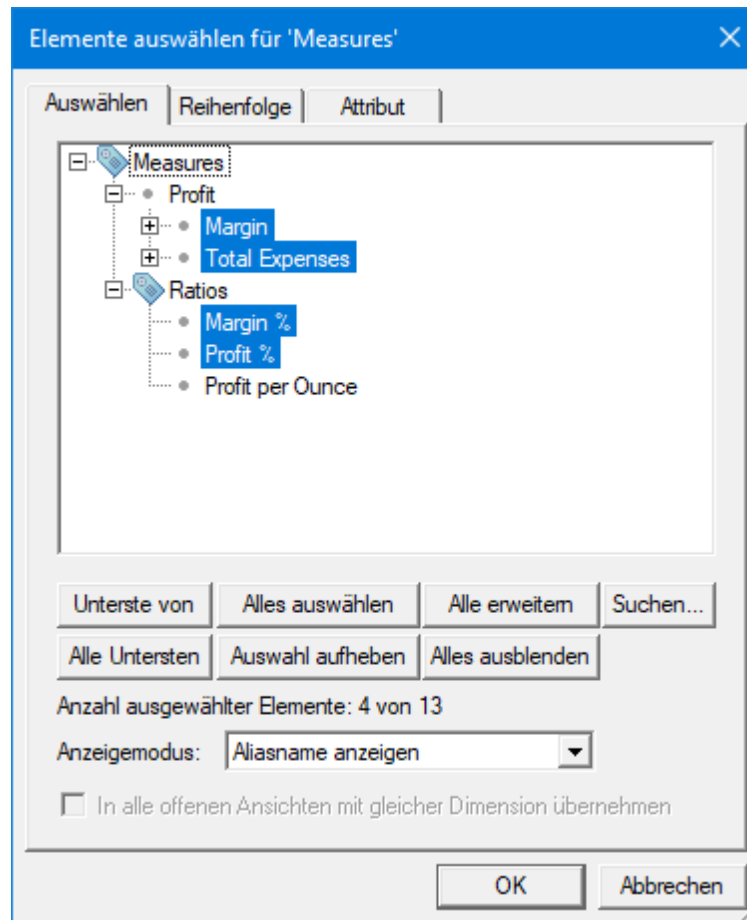 Elemente auswählen für 'Measures'
Auswählen Reihenfolge Attribut
Measures
Profit
Margin
Total Expenses
Ratios
Margin %
Profit %
Profit per Ounce
Unterste von Alles auswählen Alle erweitern Suchen...
Alle Untersten Auswahl aufheben Alles ausblenden
Anzahl ausgewählter Elemente: 4 von 13
Anzeigemodus: Aliasname anzeigen
In alle offenen Ansichten mit gleicher Dimension übernehmen
OK Abbrechen